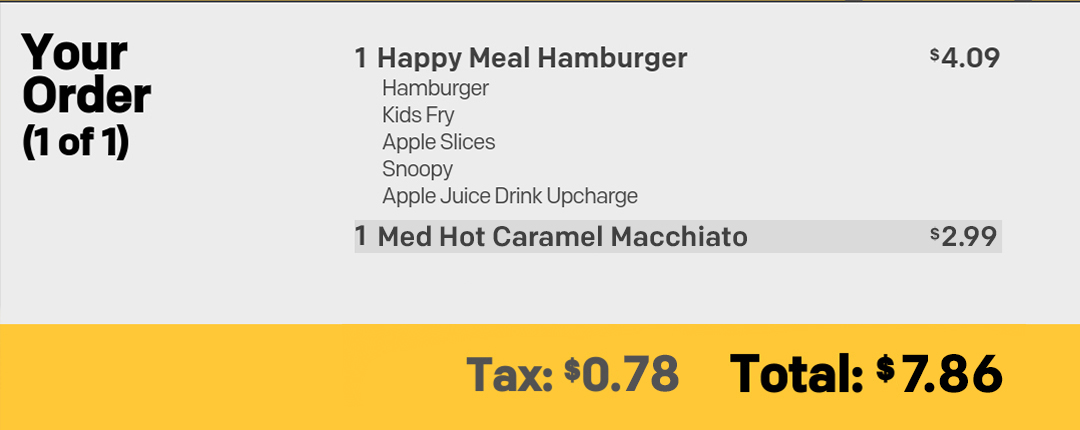 Your
Order
(1 of 1)
1 Happy Meal Hamburger $4.09
Hamburger
Kids Fry
Apple Slices
Snoopy
Apple Juice Drink Upcharge
1 Med Hot Caramel Macchiato $2.99
Tax: $0.78 Total: $7.86